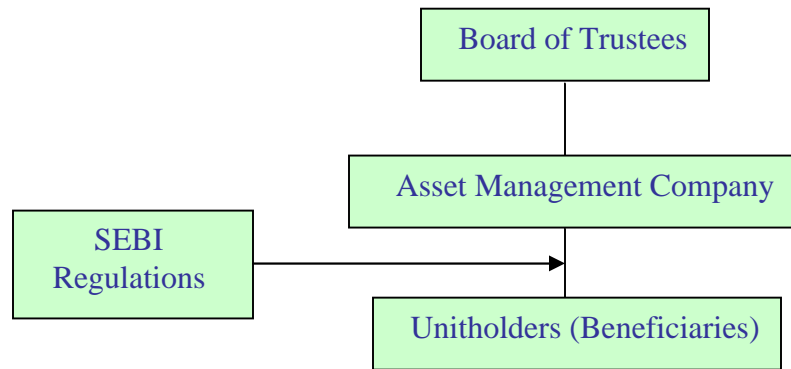 Board of Trustees
Asset Management Company
SEBI
Regulations
Unitholders (Beneficiaries)